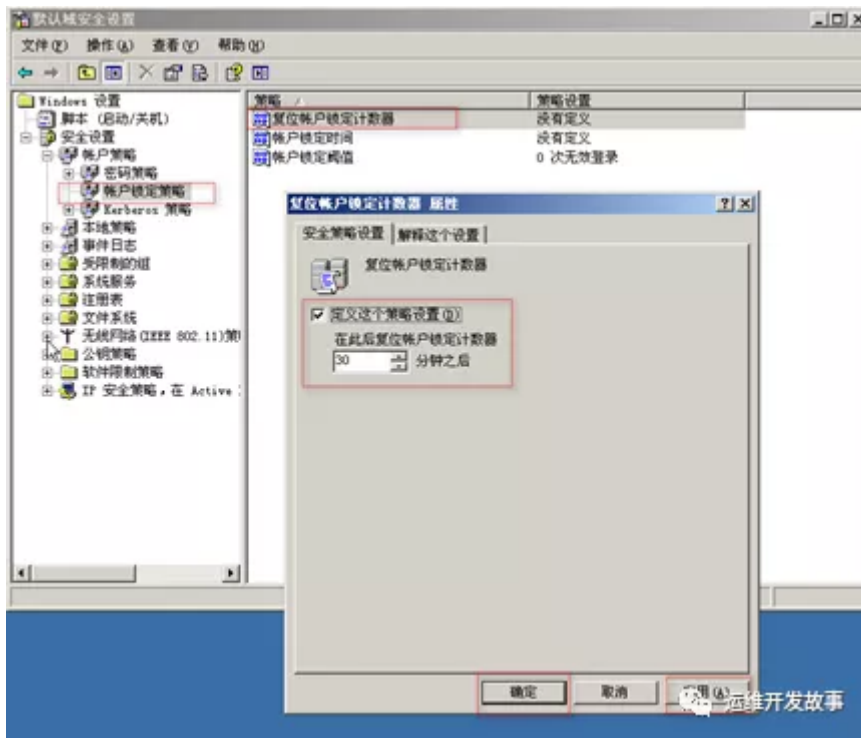 默认域安全设置
文件(F) 操作(A) 查看(V) 帮助(H)
Windows 设置
脚本 (启动/关机)
安全设置
帐户策略
密码策略
帐户锁定策略
Kerberos 策略
本地策略
事件日志
受限制的组
系统服务
注册表
文件系统
无线网络(IEEE 802.11)策
公钥策略
软件限制策略
IP 安全策略，在 Active
策略 策略设置
复位帐户锁定计数器 没有定义
帐户锁定时间 没有定义
帐户锁定阈值 0 次无效登录
复位帐户锁定计数器 属性
安全策略设置 解释这个设置
复位帐户锁定计数器
定义这个策略设置(D)
在此后复位帐户锁定计数器
30 分钟之后
确定 取消 用(A)
运维开发故事